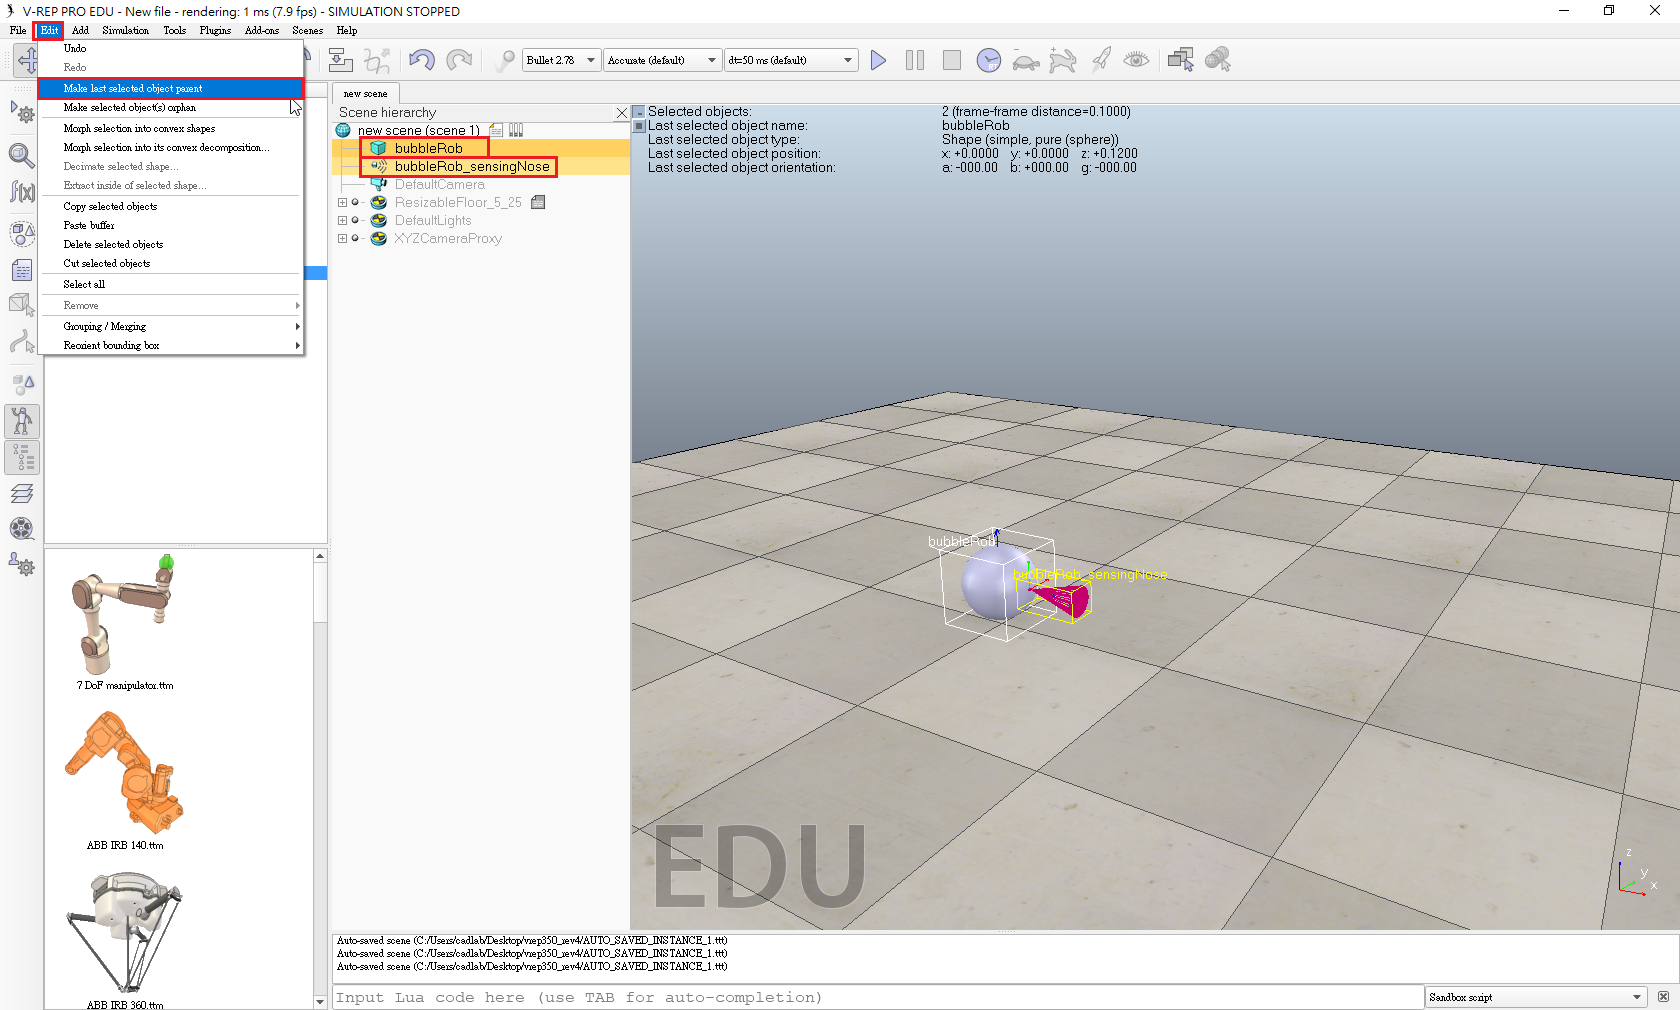 V-REP PRO EDU - New file - rendering: 1 ms (7.9 fps) - SIMULATION STOPPED
File Edit Add Simulation Tools Plugins Add-ons Scenes Help
Undo
Redo
Make last selected object parent
Make selected object(s) orphan
Morph selection into convex shapes
Morph selection into its convex decomposition...
Decimate selected shape...
Extract inside of selected shape...
Copy selected objects
Paste buffer
Delete selected objects
Cut selected objects
Select all
Remove
Grouping / Merging
Reorient bounding box
Bullet 2.78
Accurate (default)
dt=50 ms (default)
RT
f(x)
new scene
Scene hierarchy
new scene (scene 1)
bubbleRob
bubbleRob_sensingNose
DefaultCamera
ResizableFloor_5_25
DefaultLights
XYZCameraProxy
Selected objects: 2 (frame-frame distance=0.1000)
Last selected object name: bubbleRob
Last selected object type: Shape (simple, pure (sphere))
Last selected object position: x: +0.0000 y: +0.0000 z: +0.1200
Last selected object orientation: a: -000.00 b: +000.00 g: -000.00
bubbleRob
bubbleRob_sensingNose
EDU
z
y
x
7 DoF manipulator.ttm
ABB IRB 140.ttm
ABB IRB 360.ttm
Auto-saved scene (C:/Users/cadlab/Desktop/vrep350_rev4/AUTO_SAVED_INSTANCE_1.ttt)
Auto-saved scene (C:/Users/cadlab/Desktop/vrep350_rev4/AUTO_SAVED_INSTANCE_1.ttt)
Auto-saved scene (C:/Users/cadlab/Desktop/vrep350_rev4/AUTO_SAVED_INSTANCE_1.ttt)
Input Lua code here (use TAB for auto-completion)
Sandbox script